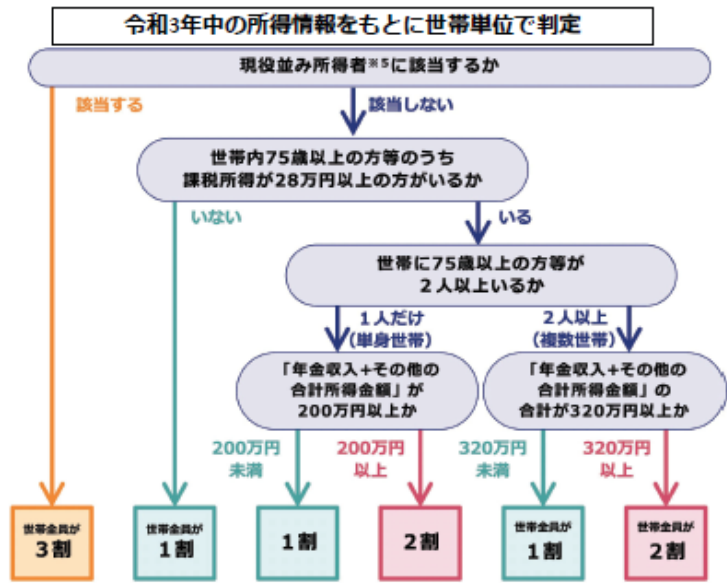 令和3年中の所得情報をもとに世帯単位で判定
現役並み所得者※5に該当するか
該当する
該当しない
世帯内75歳以上の方等のうち
課税所得が28万円以上の方がいるか
いない
いる
世帯に75歳以上の方等が
２人以上いるか
１人だけ
（単身世帯）
２人以上
（複数世帯）
「年金収入+その他の
合計所得金額」が
200万円以上か
「年金収入+その他の
合計所得金額」の
合計が320万円以上か
200万円
未満
200万円
以上
320万円
未満
320万円
以上
世帯全員が
３割
世帯全員が
１割
１割
２割
世帯全員が
１割
世帯全員が
２割